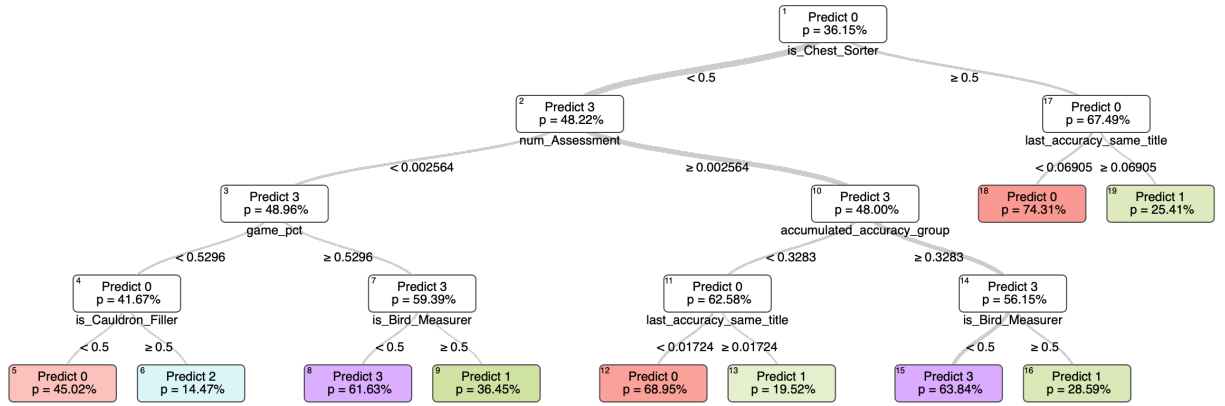 1
Predict 0
p = 36.15%
is_Chest_Sorter
< 0.5
≥ 0.5
2
Predict 3
p = 48.22%
num_Assessment
17
Predict 0
p = 67.49%
last_accuracy_same_title
< 0.002564
≥ 0.002564
< 0.06905
≥ 0.06905
3
Predict 3
p = 48.96%
game_pct
10
Predict 3
p = 48.00%
accumulated_accuracy_group
18
Predict 0
p = 74.31%
19
Predict 1
p = 25.41%
< 0.5296
≥ 0.5296
< 0.3283
≥ 0.3283
4
Predict 0
p = 41.67%
is_Cauldron_Filler
7
Predict 3
p = 59.39%
is_Bird_Measurer
11
Predict 0
p = 62.58%
last_accuracy_same_title
14
Predict 3
p = 56.15%
is_Bird_Measurer
< 0.5
≥ 0.5
< 0.5
≥ 0.5
< 0.01724
≥ 0.01724
< 0.5
≥ 0.5
5
Predict 0
p = 45.02%
6
Predict 2
p = 14.47%
8
Predict 3
p = 61.63%
9
Predict 1
p = 36.45%
12
Predict 0
p = 68.95%
13
Predict 1
p = 19.52%
15
Predict 3
p = 63.84%
16
Predict 1
p = 28.59%